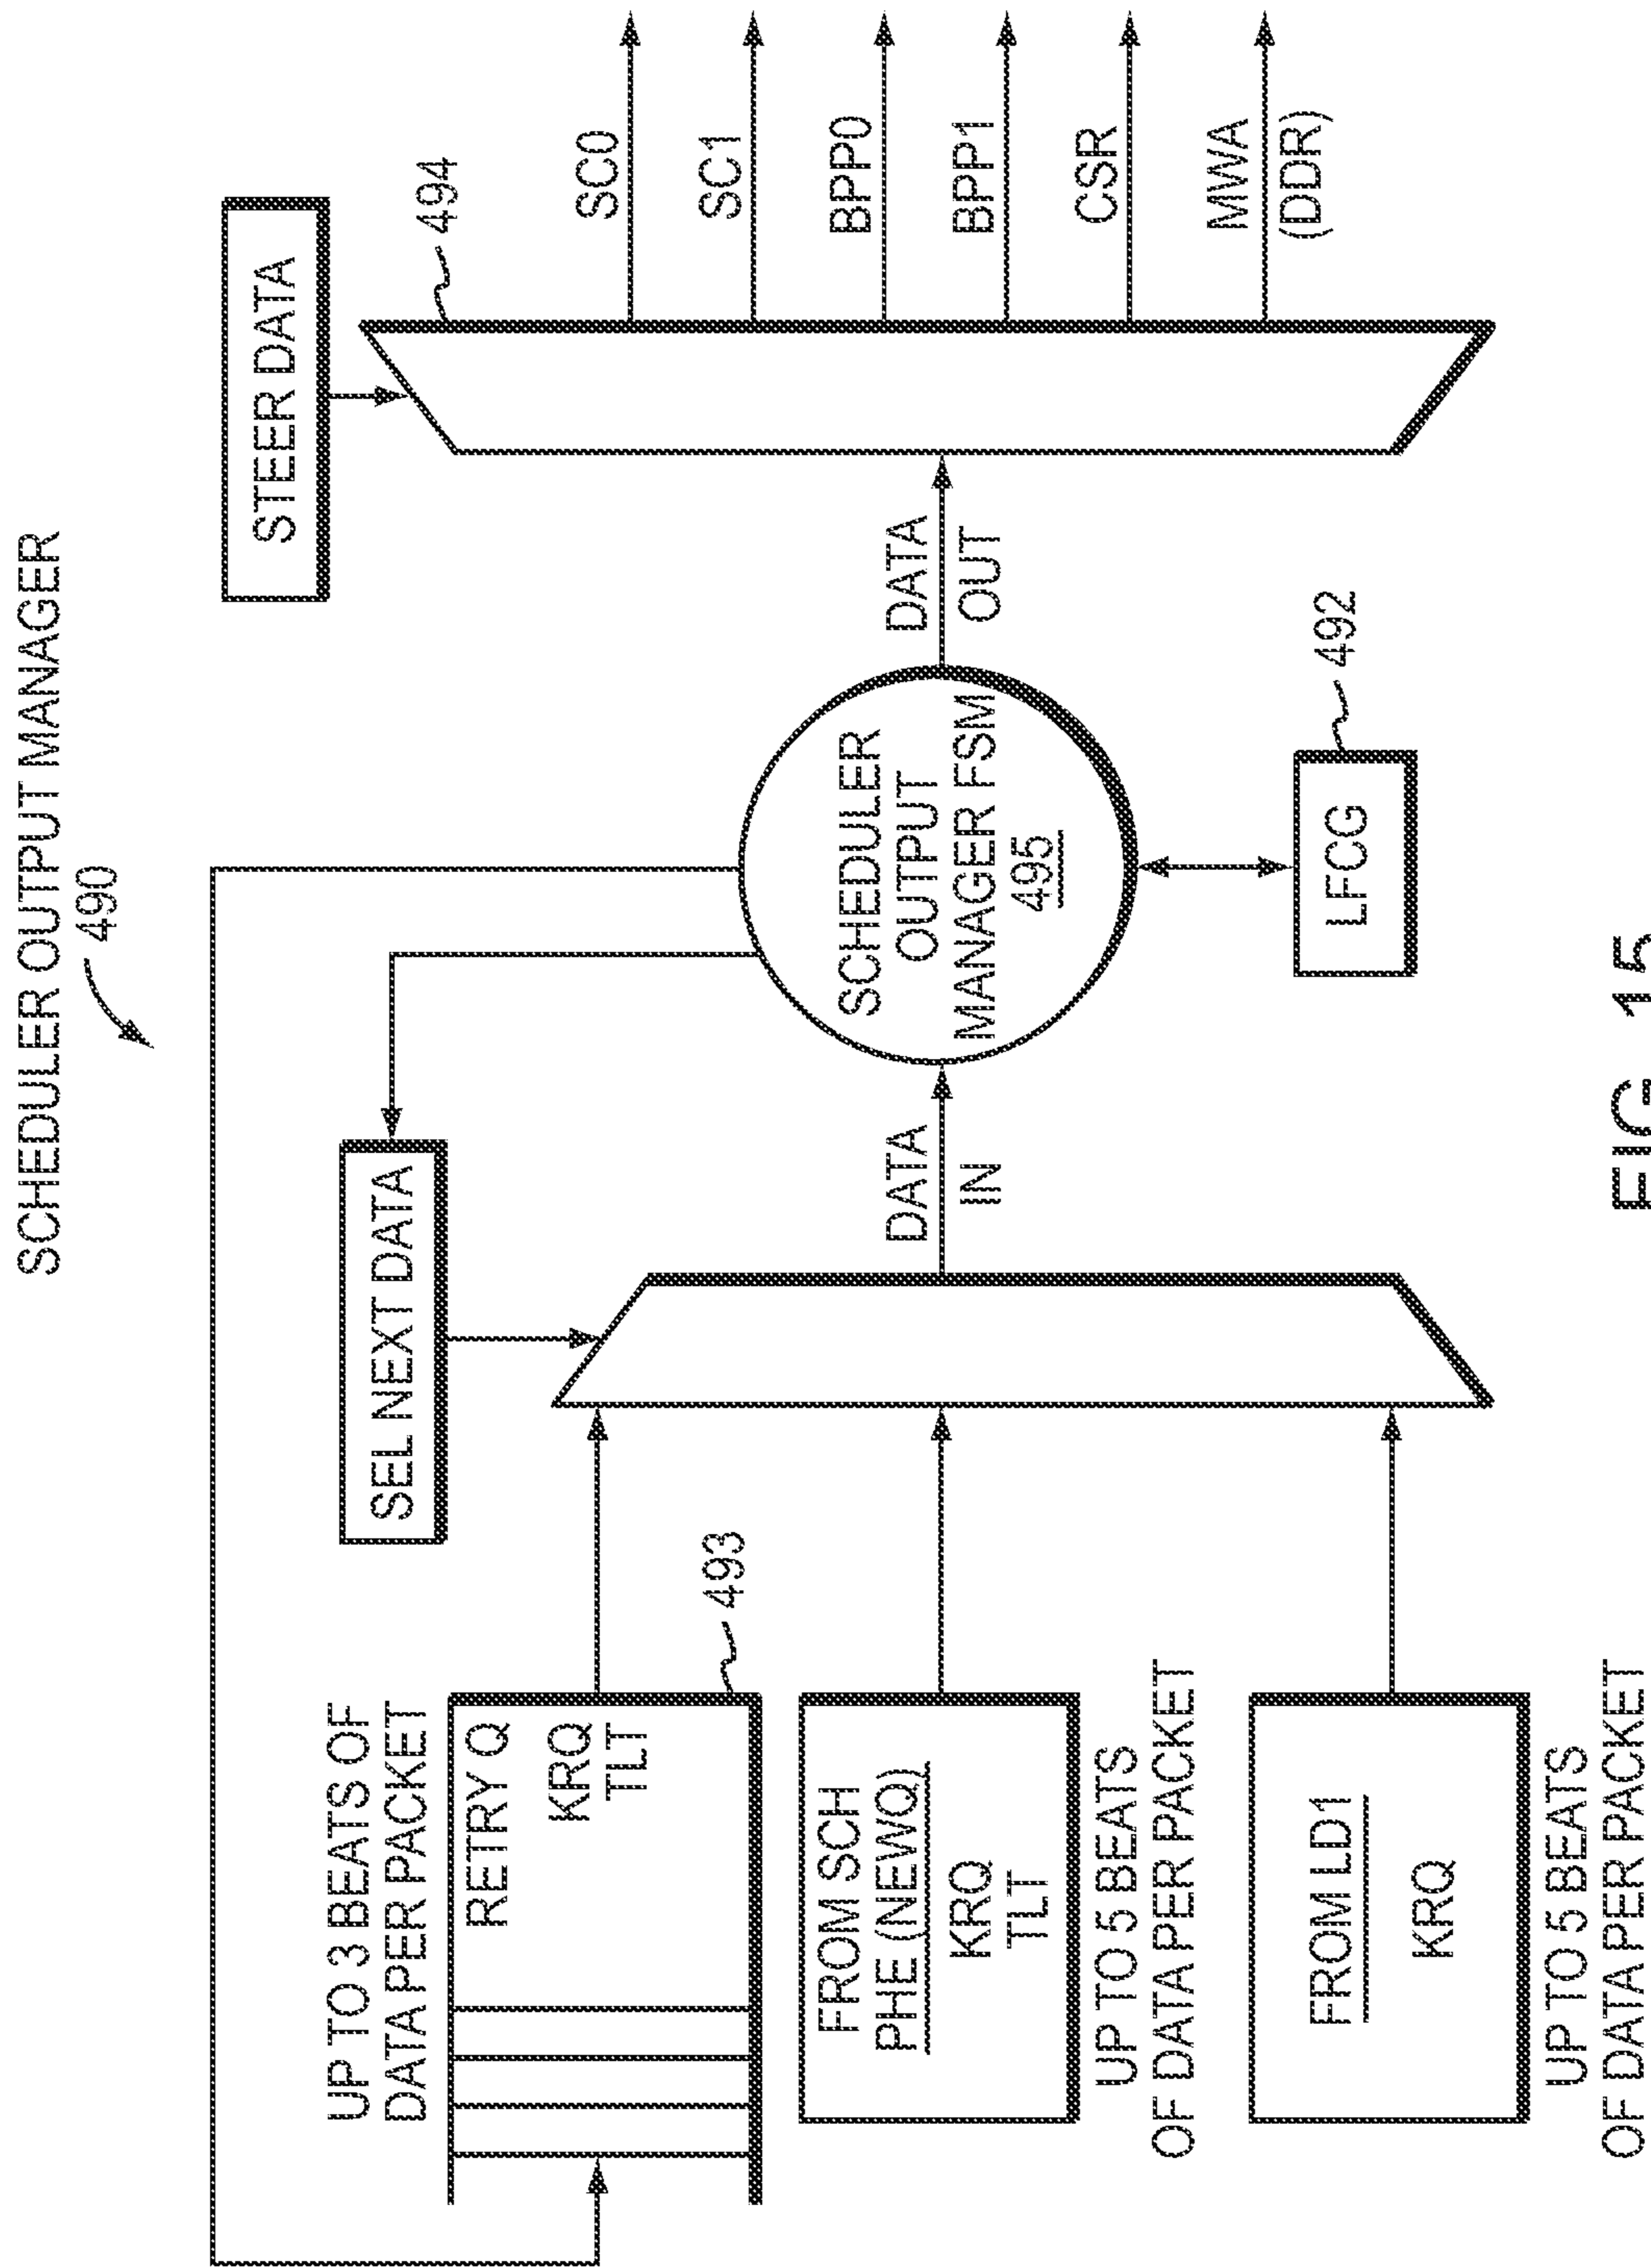 SCHEDULER OUTPUT MANAGER
490
STEER DATA
494
SC0
SC1
BPP0
BPP1
CSR
MWA
(DDR)
SEL NEXT DATA
UP TO 3 BEATS OF
DATA PER PACKET
RETRY Q
KRQ
TLT
493
FROM SCH
PHE (NEWQ)
KRQ
TLT
UP TO 5 BEATS
OF DATA PER PACKET
FROM LD1
KRQ
UP TO 5 BEATS
OF DATA PER PACKET
DATA
IN
SCHEDULER
OUTPUT
MANAGER FSM
495
DATA
OUT
LFCG
492
FIG. 15